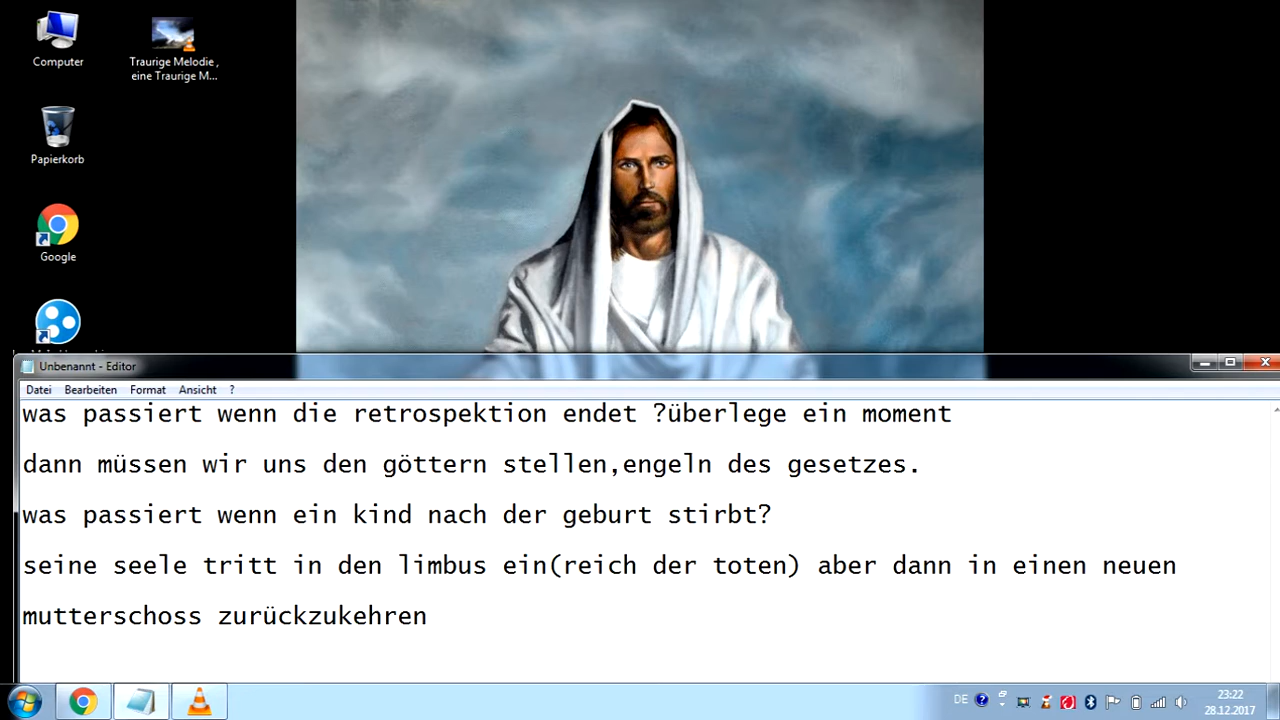 Computer
Traurige Melodie ,
eine Traurige M...
Papierkorb
Google
Unbenannt - Editor
Datei Bearbeiten Format Ansicht ?
was passiert wenn die retrospektion endet ?überlege ein moment
dann müssen wir uns den göttern stellen,engeln des gesetzes.
was passiert wenn ein kind nach der geburt stirbt?
seine seele tritt in den limbus ein(reich der toten) aber dann in einen neuen
mutterschoss zurückzukehren
DE
23:22
28.12.2017